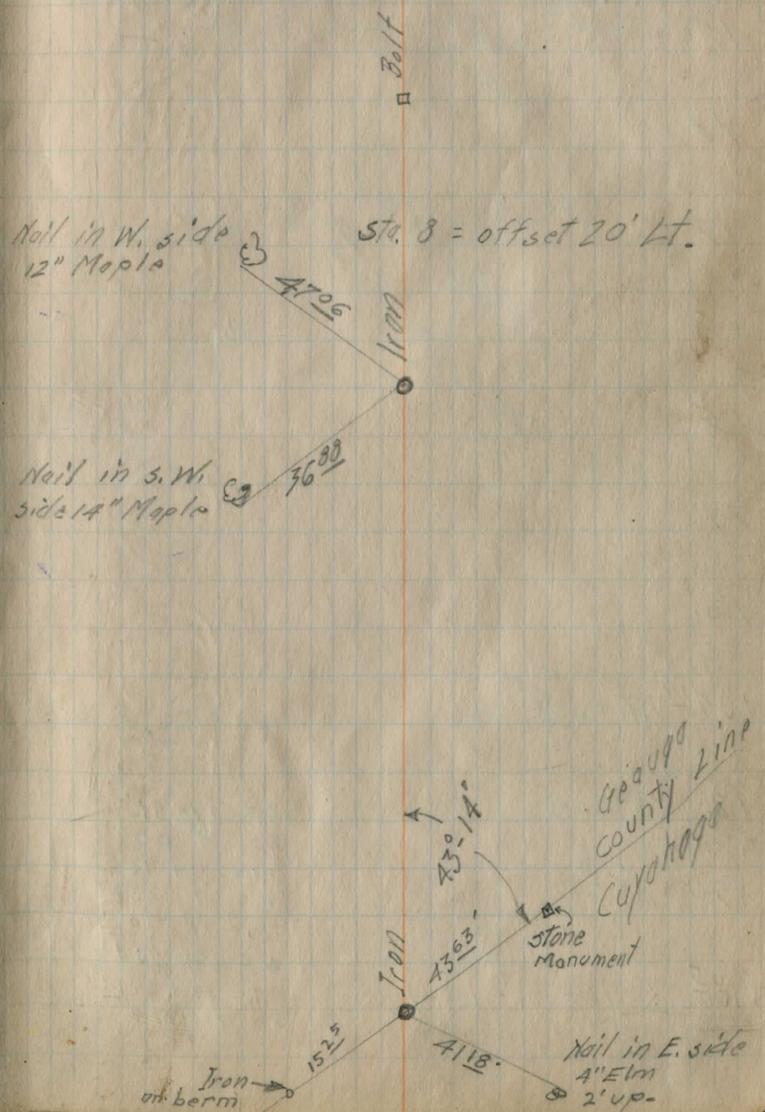 Bolt
Nail in W. side
12" Maple
Sta. 8 = offset 20' Lt.
47 06
Iron
Nail in S.W.
side 14" Maple
36 88
Geauga
County Line
Cuyahoga
43°-14'
Stone
Monument
43 63'
Iron
15 25
41 18'
Iron
on berm
Nail in E. side
4" Elm
2' up-